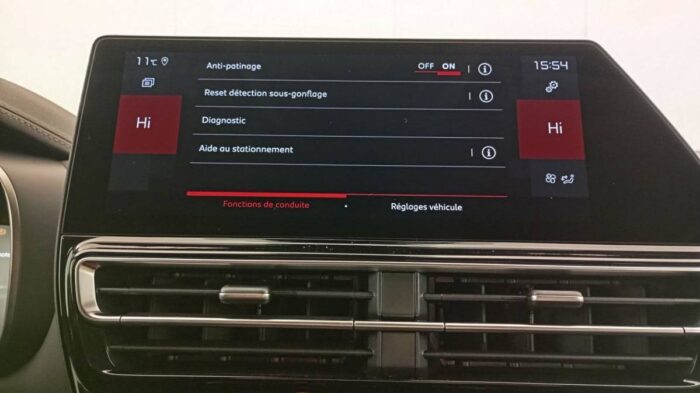 11°C
15:54
Anti-patinage OFF ON
Reset détection sous-gonflage
Hi
Hi
Diagnostic
Aide au stationnement
Fonctions de conduite
Réglages véhicule